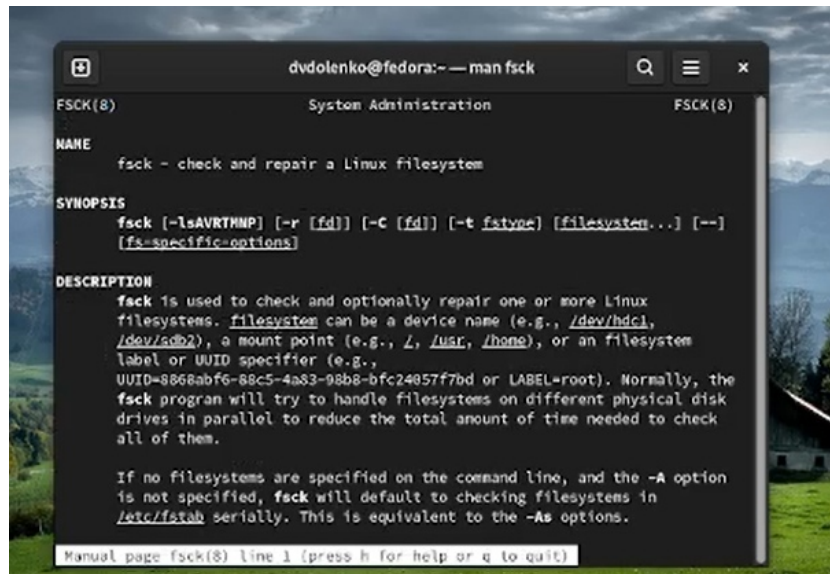 dvdolenko@fedora:~ — man fsck
FSCK(8) System Administration FSCK(8)
NAME
fsck - check and repair a Linux filesystem
SYNOPSIS
fsck [-lsAVRTMNP] [-r [fd]] [-C [fd]] [-t fstype] [filesystem...] [--]
[fs-specific-options]
DESCRIPTION
fsck is used to check and optionally repair one or more Linux
filesystems. filesystem can be a device name (e.g., /dev/hdc1,
/dev/sdb2), a mount point (e.g., /, /usr, /home), or an filesystem
label or UUID specifier (e.g.,
UUID=8868abf6-88c5-4a83-98b8-bfc24057f7bd or LABEL=root). Normally, the
fsck program will try to handle filesystems on different physical disk
drives in parallel to reduce the total amount of time needed to check
all of them.
If no filesystems are specified on the command line, and the -A option
is not specified, fsck will default to checking filesystems in
/etc/fstab serially. This is equivalent to the -As options.
Manual page fsck(8) line 1 (press h for help or q to quit)